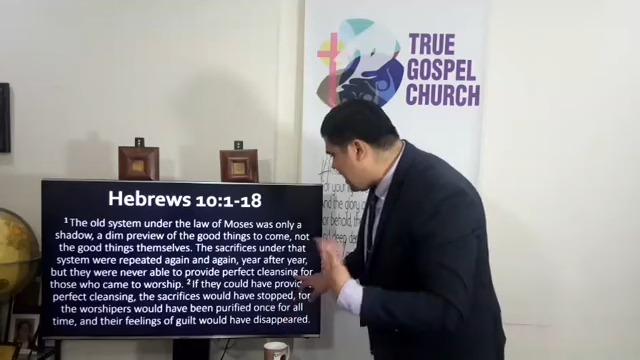 TRUE
GOSPEL
CHURCH
Hebrews 10:1-18
1 The old system under the law of Moses was only a
shadow, a dim preview of the good things to come, not
the good things themselves. The sacrifices under that
system were repeated again and again, year after year,
but they were never able to provide perfect cleansing for
those who came to worship. 2 If they could have
perfect cleansing, the sacrifices would have stopped, for
the worshipers would have been purified once for all
time, and their feelings of guilt would have disappeared.